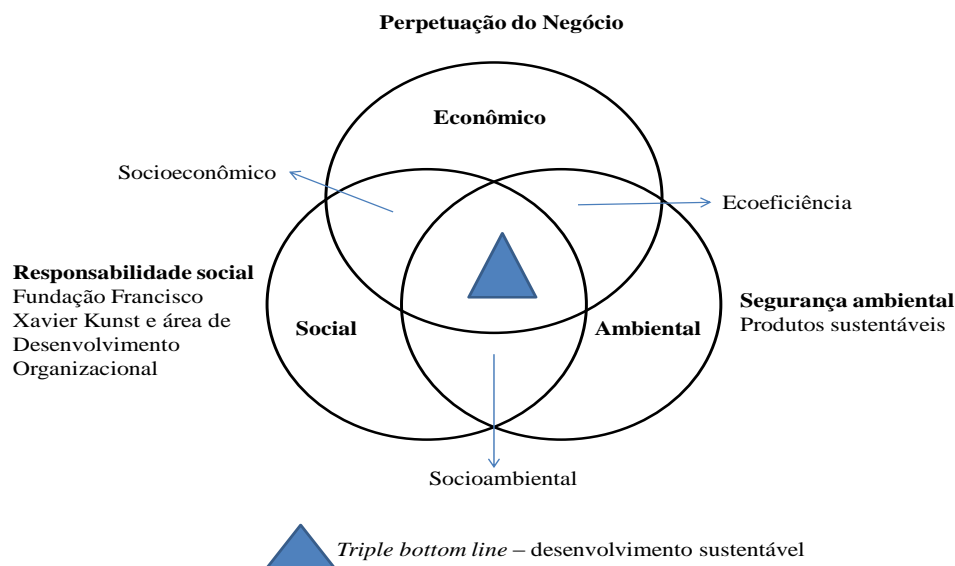 Perpetuação do Negócio
Econômico
Socioeconômico
Ecoeficiência
Responsabilidade social
Fundação Francisco
Xavier Kunst e área de
Desenvolvimento
Organizacional
Social
Ambiental
Segurança ambiental
Produtos sustentáveis
Socioambiental
Triple bottom line – desenvolvimento sustentável